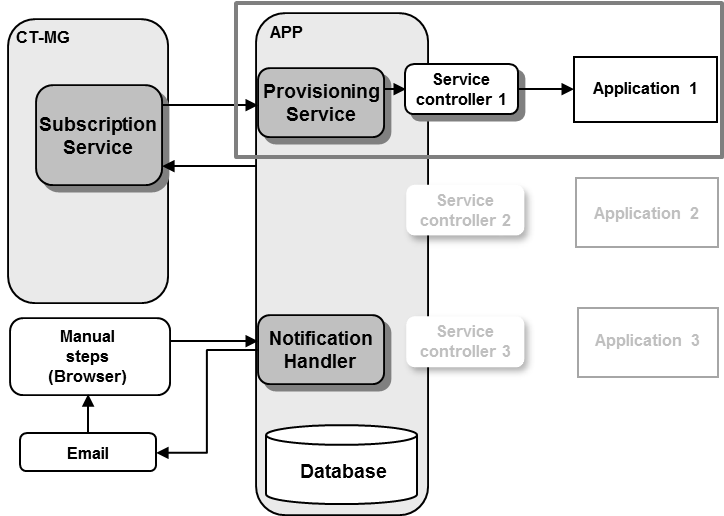 CT-MG
APP
Subscription
Service
Provisioning
Service
Service
controller 1
Application 1
Service
controller 2
Application 2
Manual
steps
(Browser)
Notification
Handler
Service
controller 3
Application 3
Email
Database